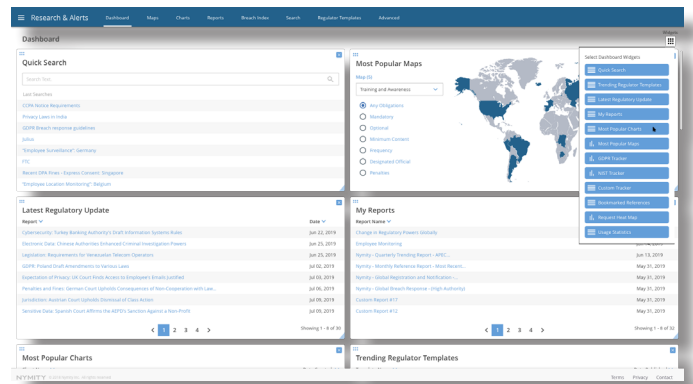 Research & Alerts
Dashboard
Maps
Charts
Reports
Breach Index
Search
Regulator Templates
Advanced
Dashboard
Widgets
Quick Search
Search Text
Last Searches
CCPA Notice Requirements
Privacy Laws in India
GDPR Breach response guidelines
Julius
"Employee Surveillance": Germany
FTC
Recent DPA Fines - Express Consent: Singapore
"Employee Location Monitoring": Belgium
Most Popular Maps
Map (5)
Training and Awareness
Any Obligations
Mandatory
Optional
Minimum Content
Frequency
Designated Official
Penalties
Select Dashboard Widgets
Quick Search
Trending Regulator Templates
Latest Regulatory Update
My Reports
Most Popular Charts
Most Popular Maps
GDPR Tracker
NIST Tracker
Custom Tracker
Bookmarked References
Request Heat Map
Usage Statistics
Latest Regulatory Update
Report
Date
Cybersecurity: Turkey Banking Authority's Draft Information Systems Rules
Jun 22, 2019
Electronic Data: Chinese Authorities Enhanced Criminal Investigation Powers
Jun 23, 2019
Legislation: Requirements for Venezuelan Telecom Operators
Jun 23, 2019
GDPR: Poland Draft Amendments to Various Laws
Jul 02, 2019
Expectation of Privacy: UK Court Finds Access to Employee's Emails Justified
Jul 03, 2019
Penalties and Fines: German Court Upholds Consequences of Non-Cooperation with Law...
Jul 06, 2019
Jurisdiction: Austrian Court Upholds Dismissal of Class Action
Jul 09, 2019
Sensitive Data: Spanish Court Affirms the AEPD's Sanction Against a Non-Profit
Jul 09, 2019
1 2 3 4
Showing 1 - 8 of 30
My Reports
Report Name
Change in Regulatory Powers Globally
Employee Monitoring
Nymity - Quarterly Trending Report - APEC...
Jun 13, 2019
Nymity - Monthly Reference Report - Most Recent...
May 31, 2019
Nymity - Global Registration and Notification -...
May 31, 2019
Nymity - Global Breach Response - (High Authority)
May 31, 2019
Custom Report #17
May 31, 2019
Custom Report #12
May 31, 2019
1 2 3 4
Showing 1 - 8 of 32
Most Popular Charts
Trending Regulator Templates
NYMITY
Terms
Privacy
Contact